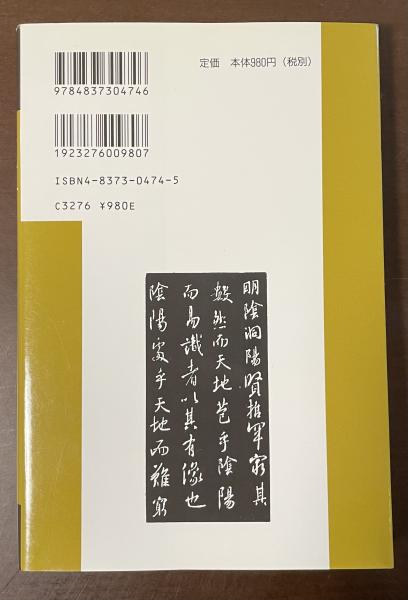 9784837304746
定価 本体980円（税別）
1923276009807
ISBN4-8373-0474-5
C3276 ¥980E
明陰洞陽賢哲罕窮其
數然而天地苞乎陰陽
而易識者以其有像也
陰陽處乎天地而難窮